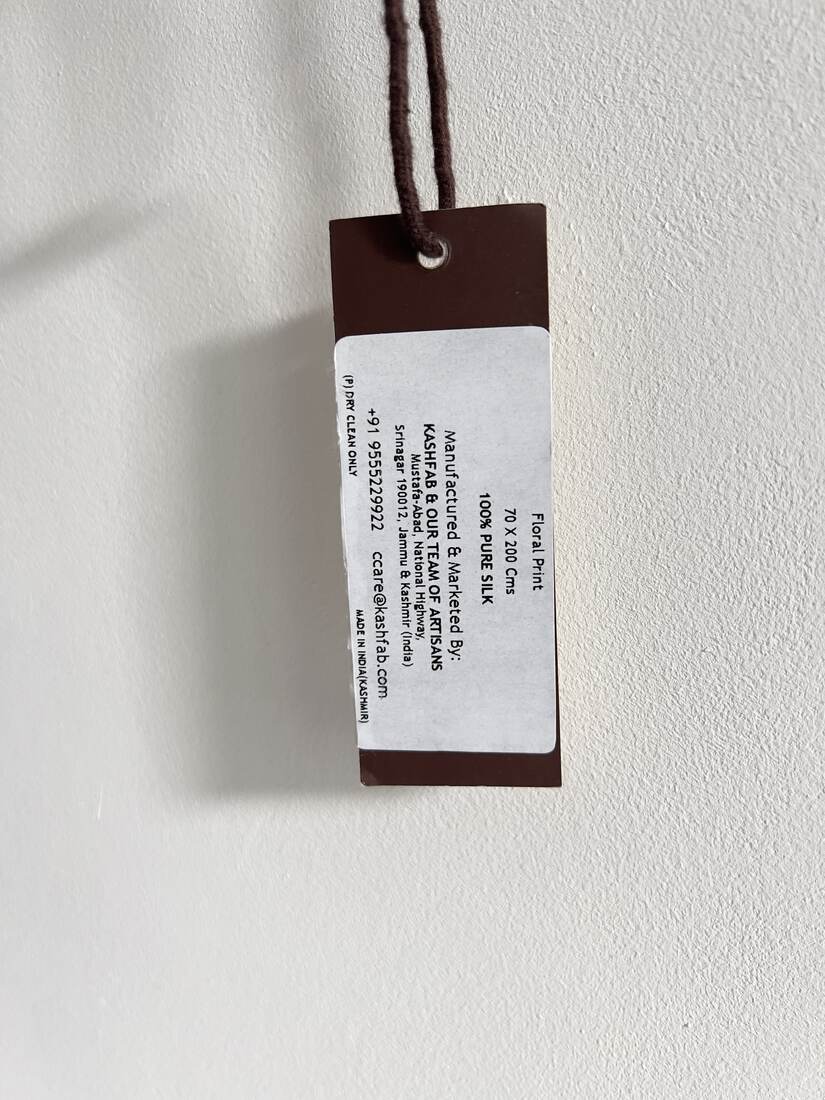 Floral Print
70 X 200 Cms
100% PURE SILK
Manufactured & Marketed By:
KASHFAB & OUR TEAM OF ARTISANS
Mustafa-Abad, National Highway,
Srinagar 190012, Jammu & Kashmir (India)
+91 9555229922 ccare@kashfab.com
(P) DRY CLEAN ONLY MADE IN INDIA(KASHMIR)